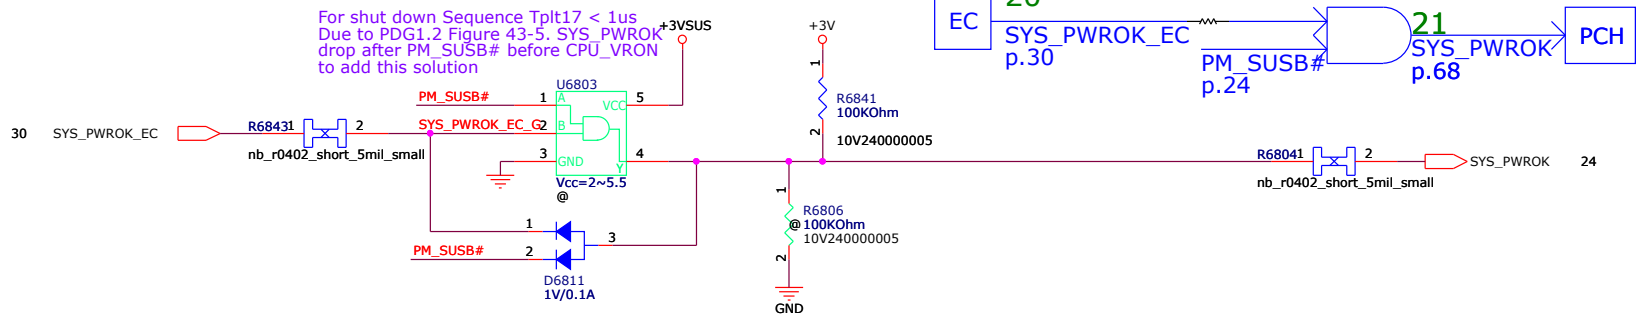 For shut down Sequence Tplt17 < 1us
Due to PDG1.2 Figure 43-5. SYS_PWROK
drop after PM_SUSB# before CPU_VRON
to add this solution
+3VSUS
+3V
EC
SYS_PWROK_EC
p.30
PM_SUSB#
p.24
21
SYS_PWROK
p.68
PCH
U6803
PM_SUSB#
1
A
VCC
5
30
SYS_PWROK_EC
R6843
1
2
nb_r0402_short_5mil_small
SYS_PWROK_EC_G
2
B
3
GND
Y
4
Vcc=2~5.5
@
1
R6841
100KOhm
2
10V240000005
1
R6806
@
100KOhm
10V240000005
2
GND
1
PM_SUSB#
2
3
D6811
1V/0.1A
R6804
1
2
nb_r0402_short_5mil_small
SYS_PWROK
24